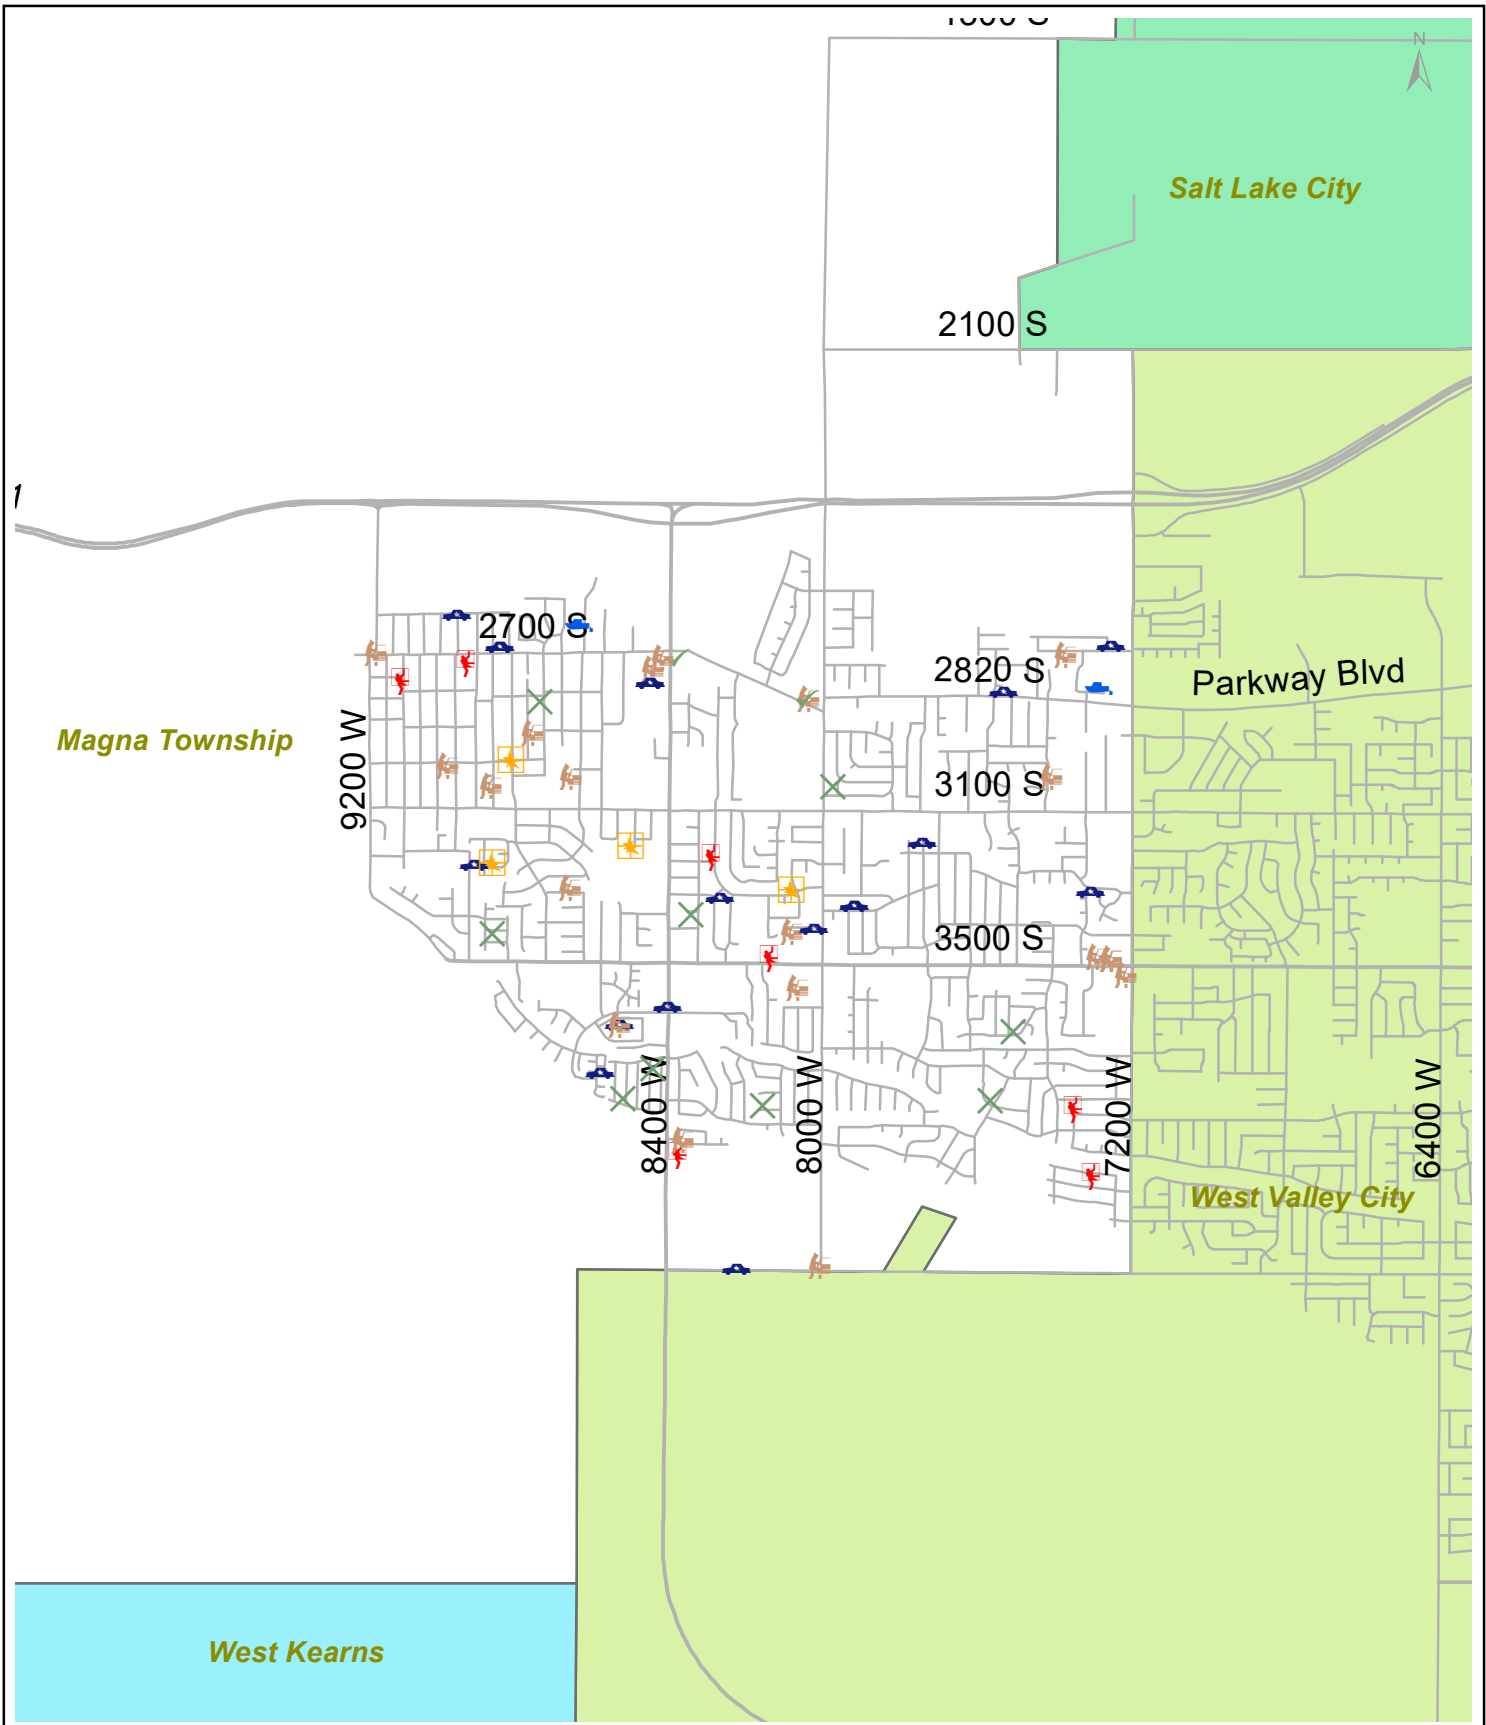 N
Salt Lake City
2100 S
2700 S
2820 S
Parkway Blvd
Magna Township
9200 W
3100 S
3500 S
8400 W
8000 W
7200 W
6400 W
West Valley City
West Kearns